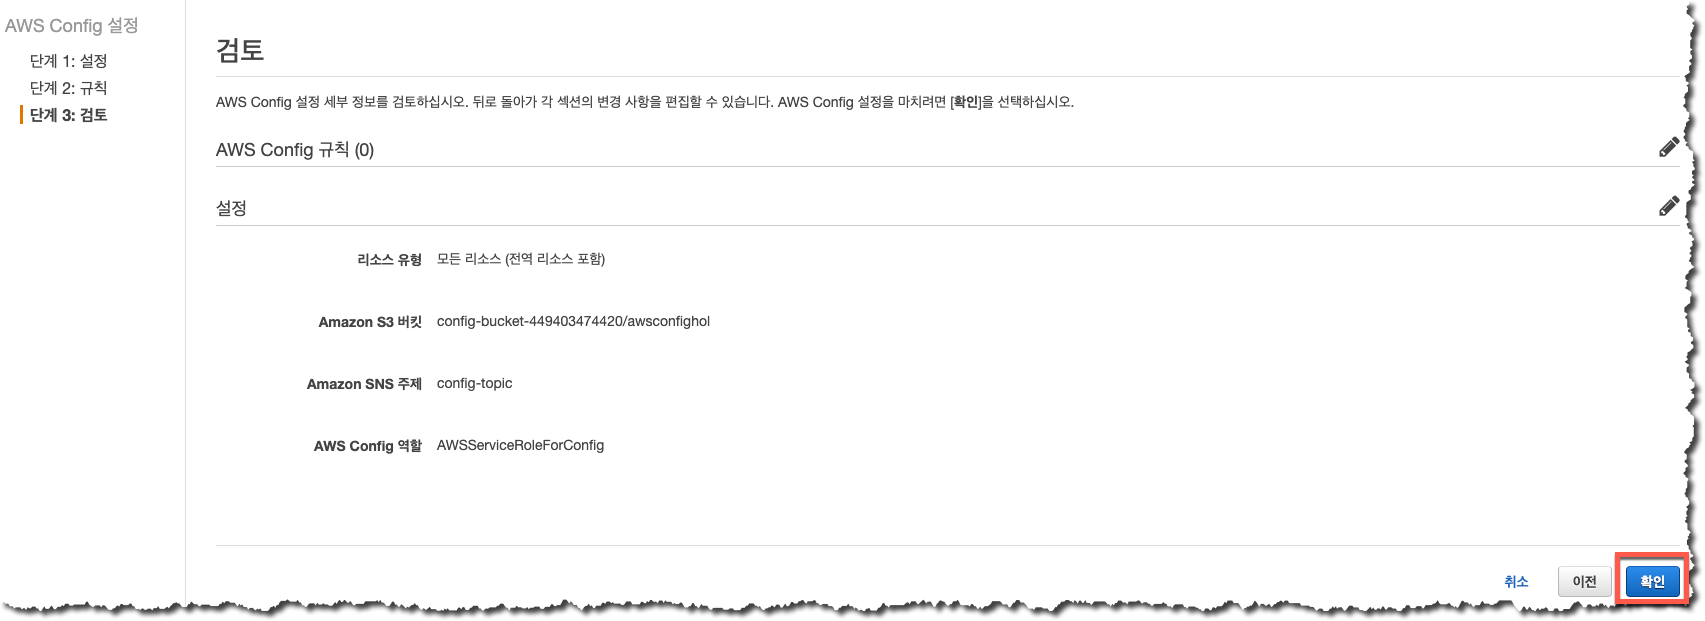 AWS Config 설정
단계 1: 설정
단계 2: 규칙
단계 3: 검토
검토
AWS Config 설정 세부 정보를 검토하십시오. 뒤로 돌아가 각 섹션의 변경 사항을 편집할 수 있습니다. AWS Config 설정을 마치려면 [확인]을 선택하십시오.
AWS Config 규칙 (0)
설정
리소스 유형 모든 리소스 (전역 리소스 포함)
Amazon S3 버킷 config-bucket-449403474420/awsconfighol
Amazon SNS 주제 config-topic
AWS Config 역할 AWSServiceRoleForConfig
취소 이전 확인